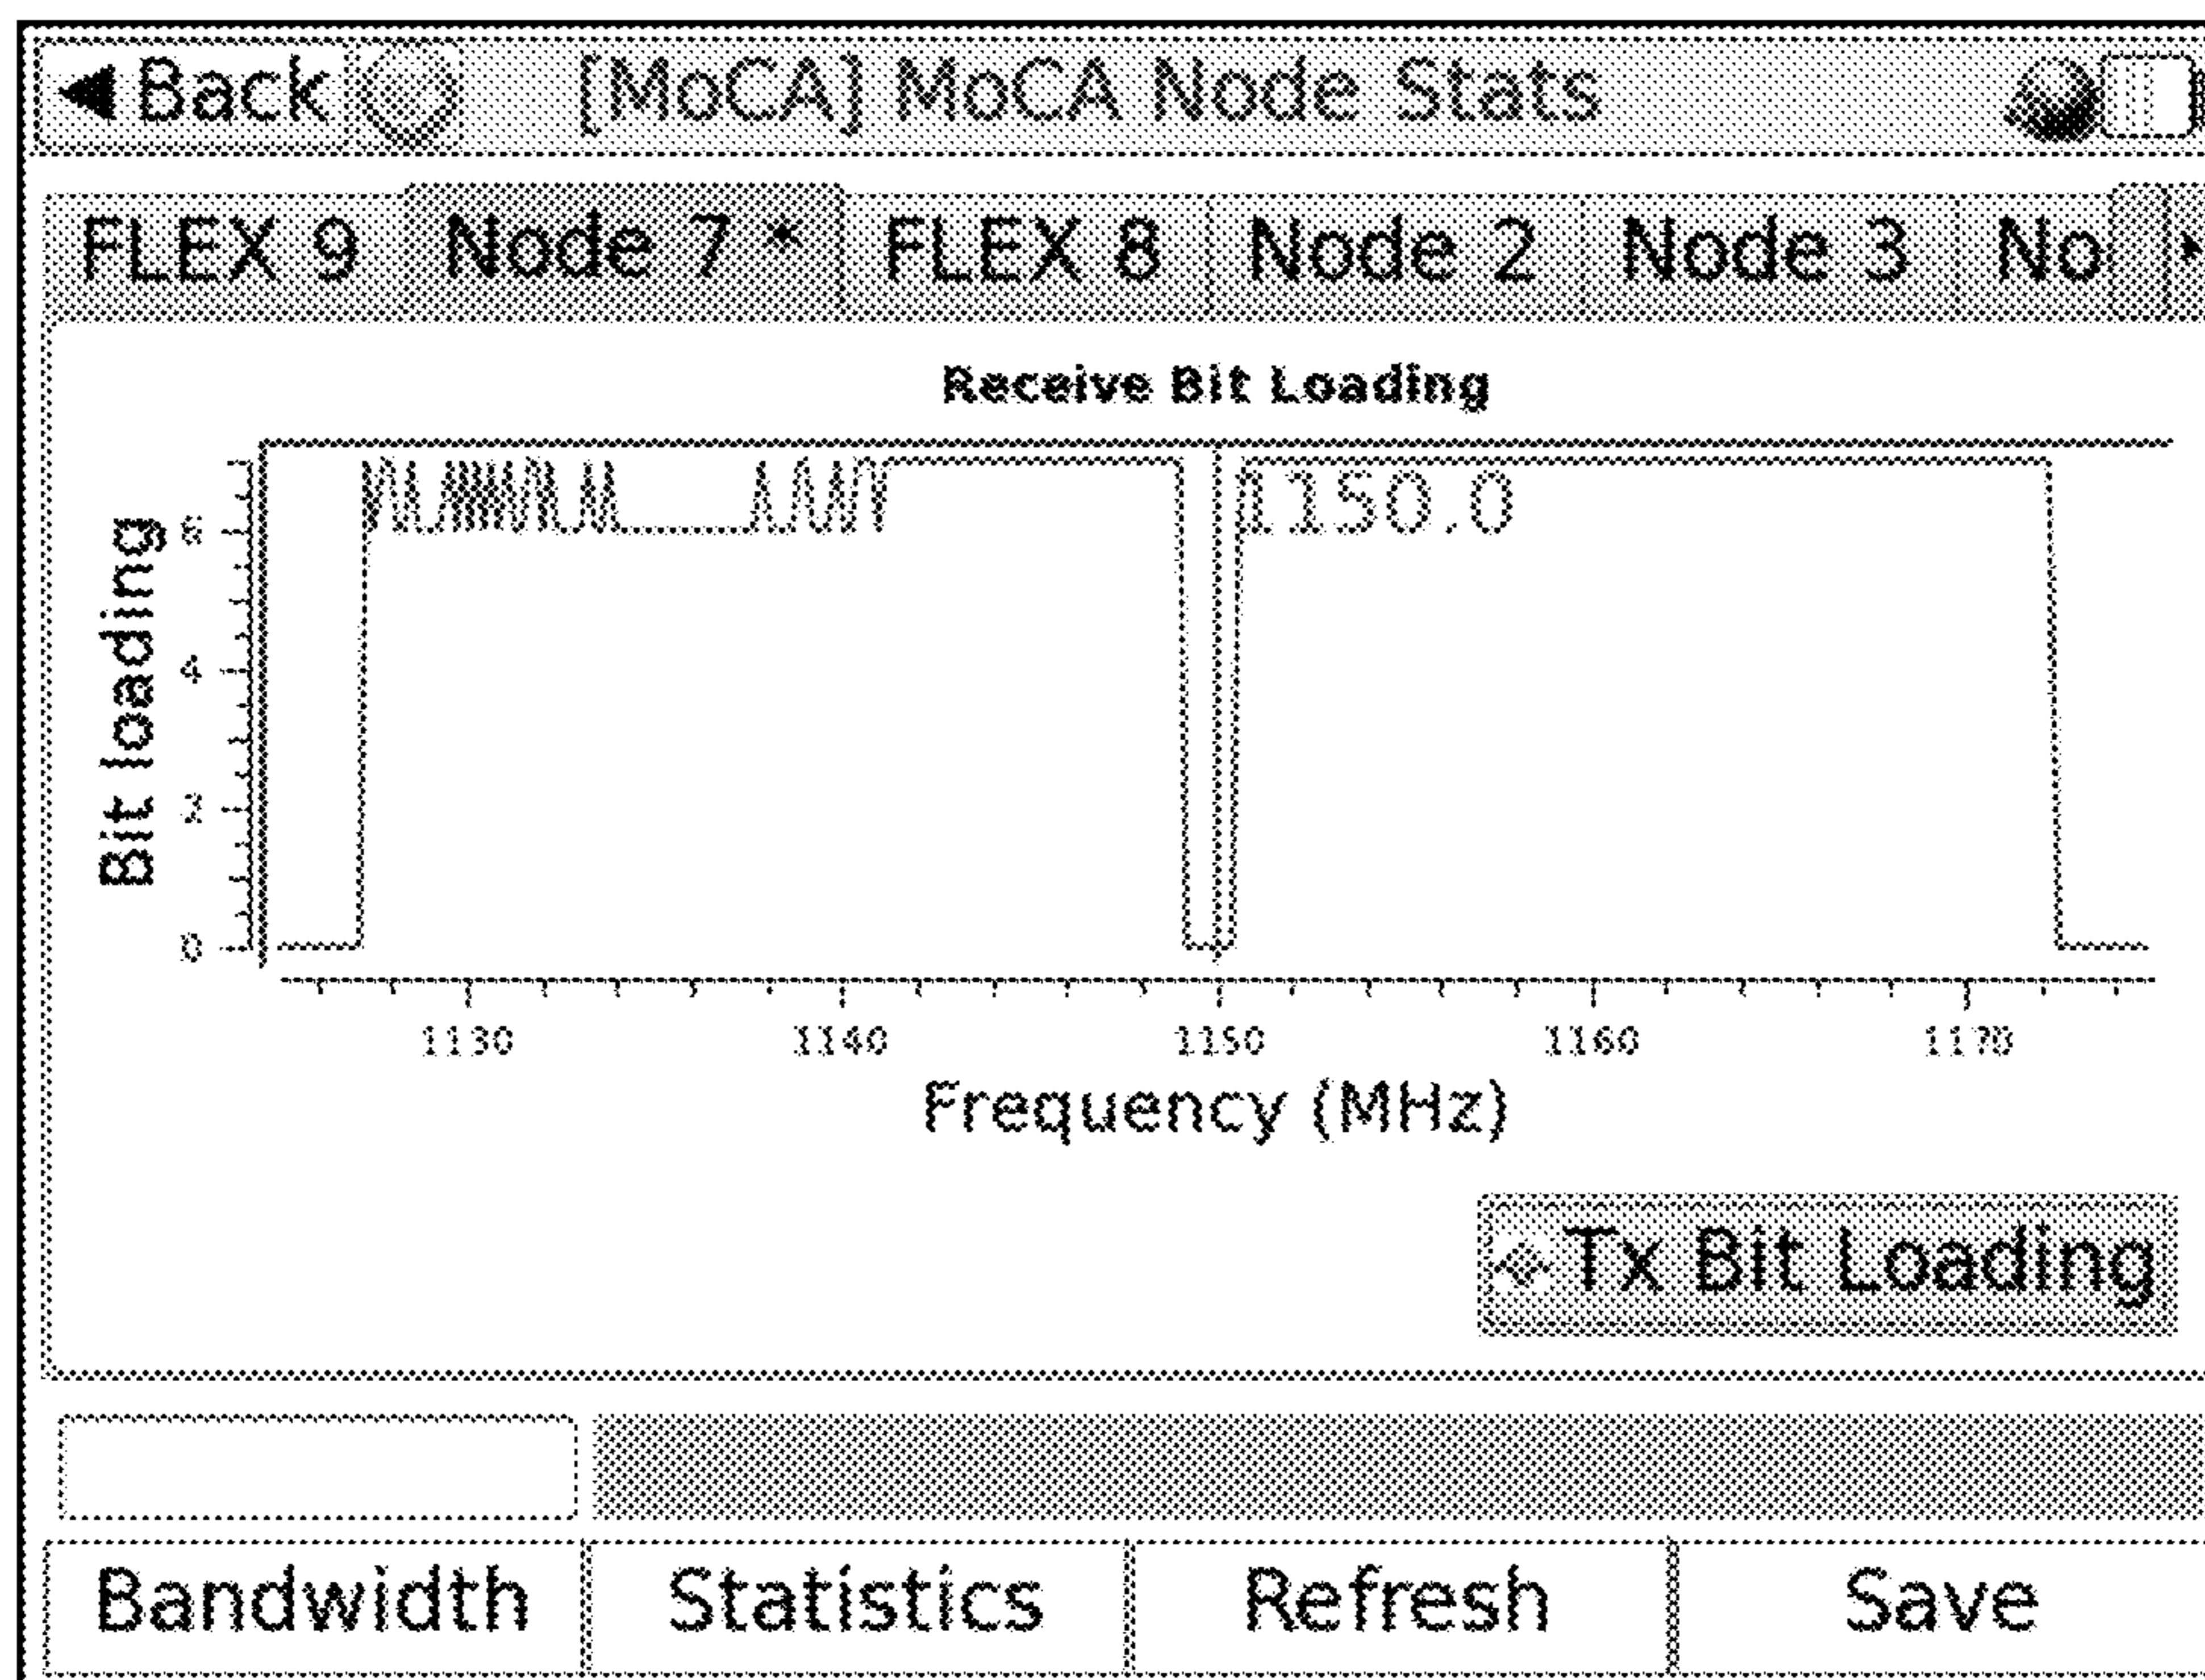 Back [MoCA] MoCA Node Stats
FLEX 9 Node 7 * FLEX 8 Node 2 Node 3 No
Receive Bit Loading
1150.0
Bit loading
6
4
2
0
1130 1140 1150 1160 1170
Frequency (MHz)
Tx Bit Loading
Bandwidth Statistics Refresh Save